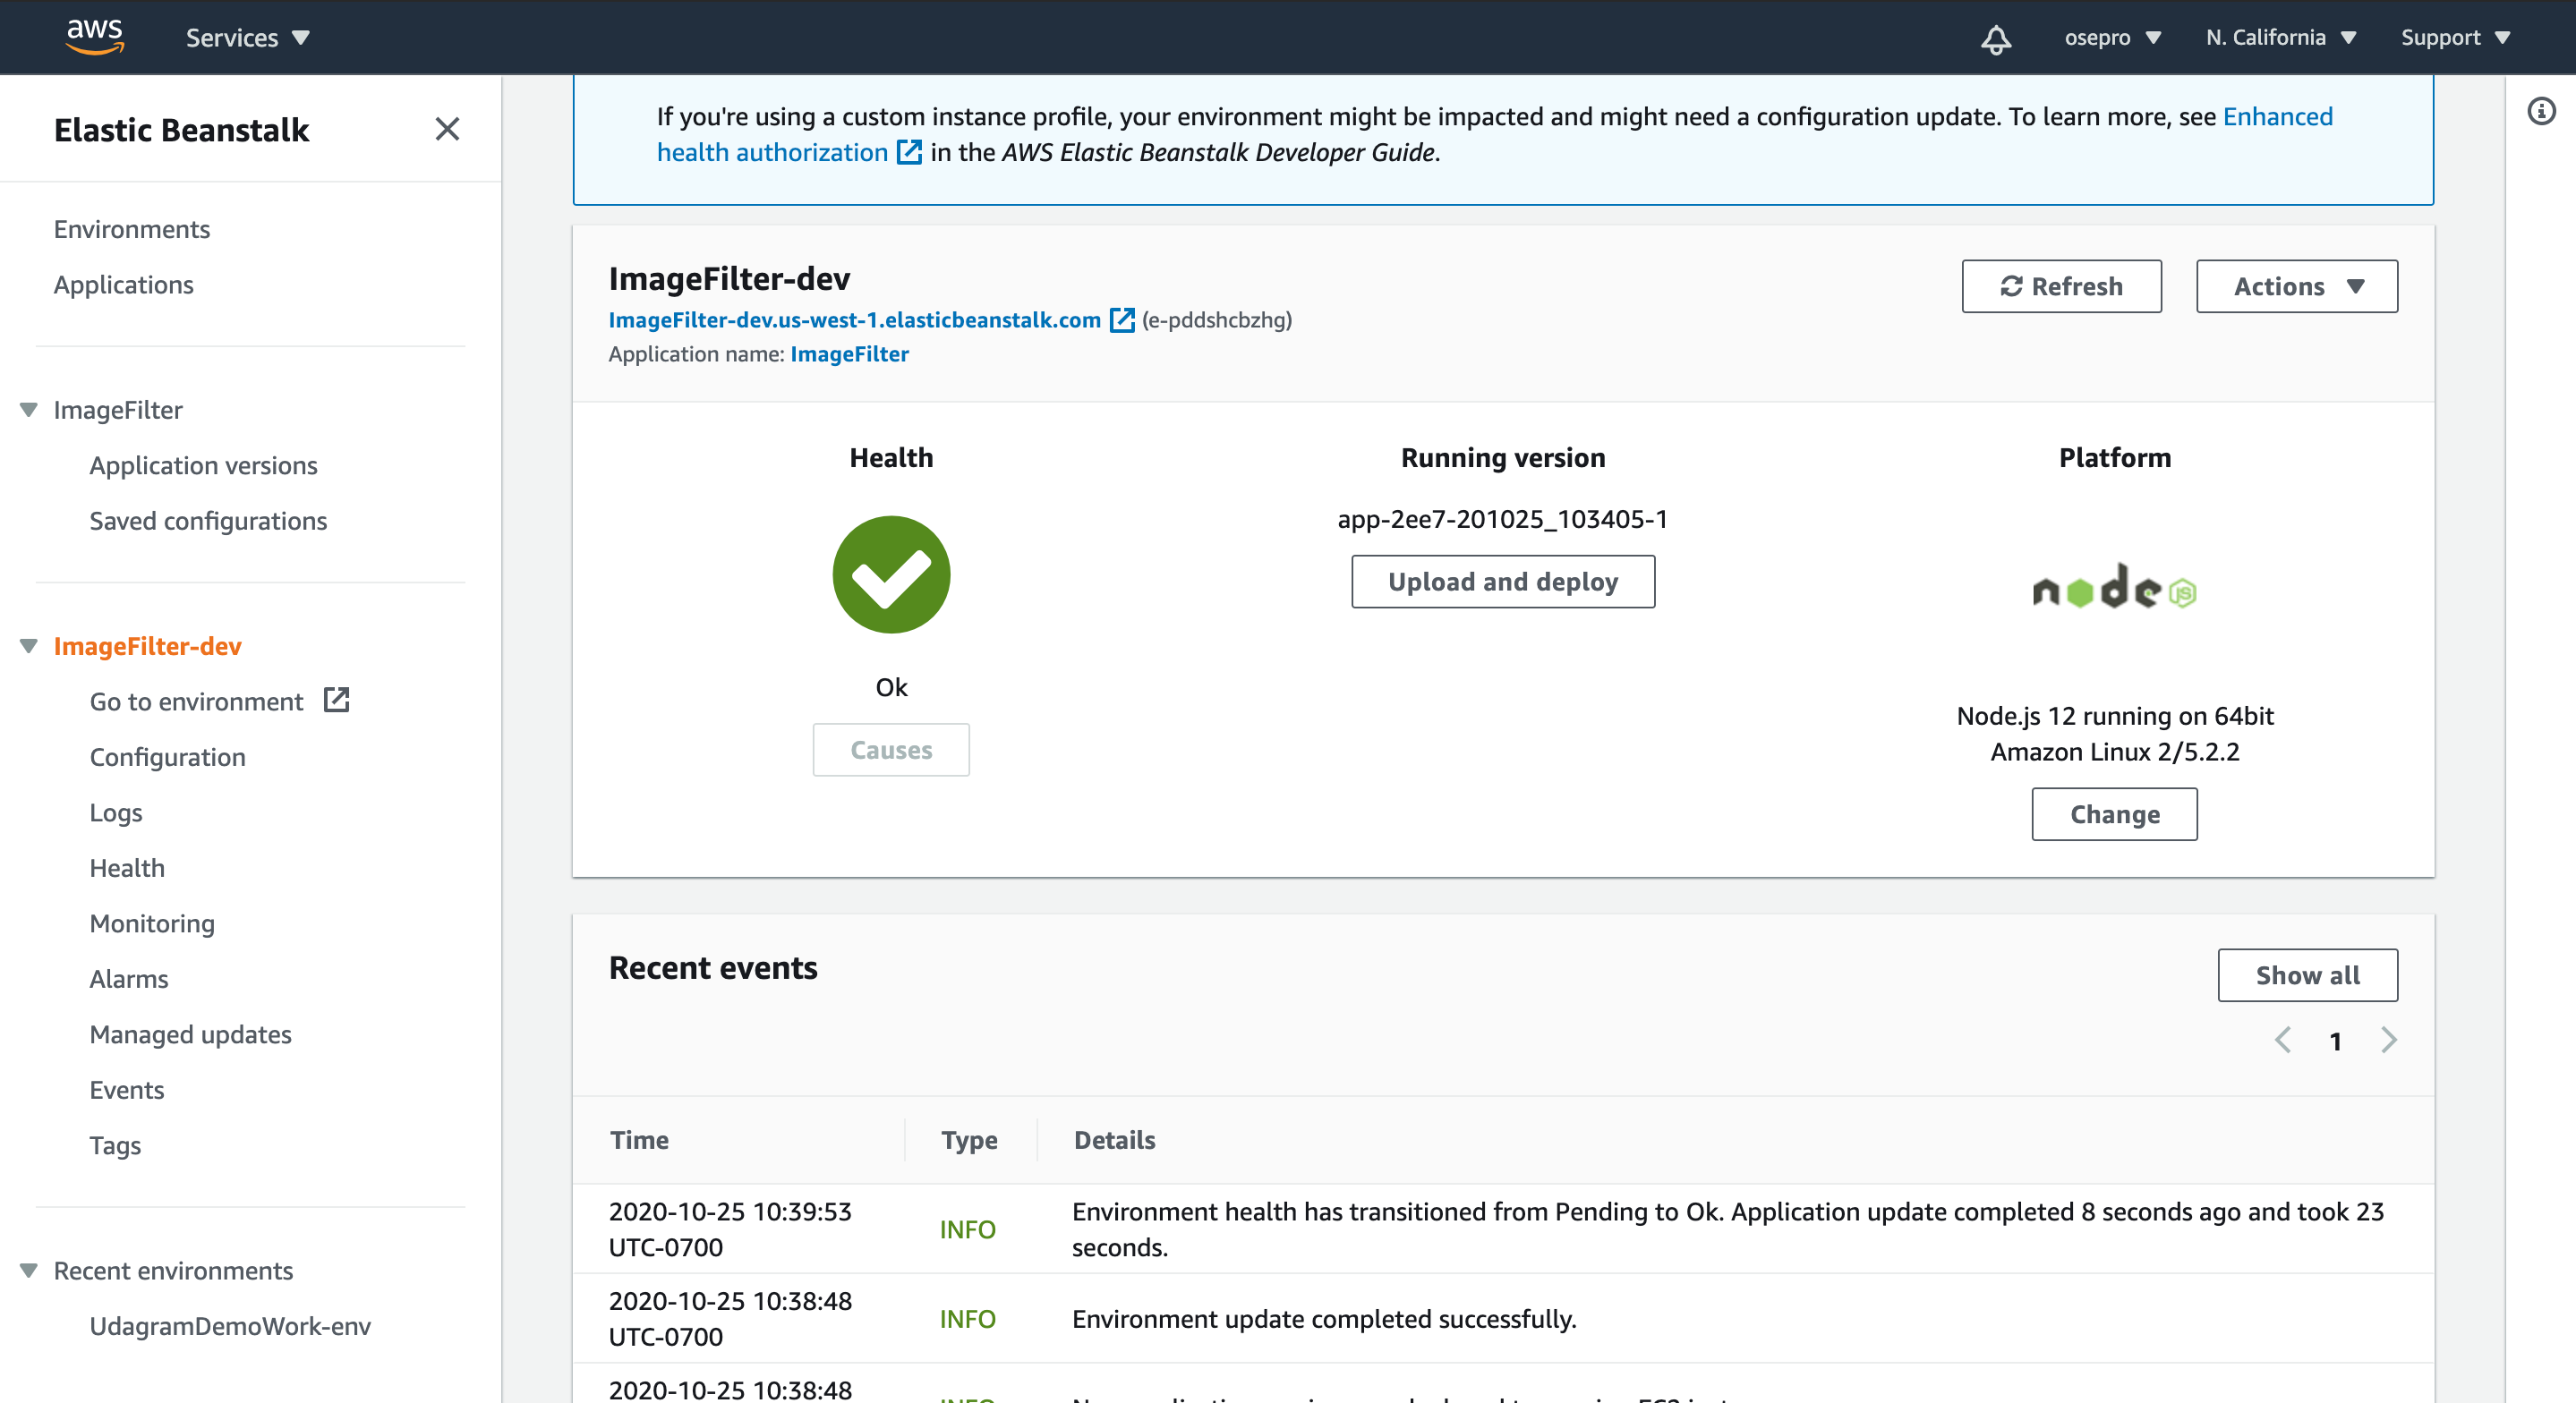 aws
Services
osepro
N. California
Support
Elastic Beanstalk
Environments
Applications
ImageFilter
Application versions
Saved configurations
ImageFilter-dev
Go to environment
Configuration
Logs
Health
Monitoring
Alarms
Managed updates
Events
Tags
Recent environments
UdagramDemoWork-env
If you're using a custom instance profile, your environment might be impacted and might need a configuration update. To learn more, see Enhanced
health authorization in the AWS Elastic Beanstalk Developer Guide.
ImageFilter-dev
ImageFilter-dev.us-west-1.elasticbeanstalk.com (e-pddshcbzhg)
Application name: ImageFilter
Refresh
Actions
Health
Ok
Causes
Running version
app-2ee7-201025_103405-1
Upload and deploy
Platform
node JS
Node.js 12 running on 64bit
Amazon Linux 2/5.2.2
Change
Recent events
Show all
1
Time Type Details
2020-10-25 10:39:53
UTC-0700
INFO
Environment health has transitioned from Pending to Ok. Application update completed 8 seconds ago and took 23
seconds.
2020-10-25 10:38:48
UTC-0700
INFO
Environment update completed successfully.
2020-10-25 10:38:48
INFO